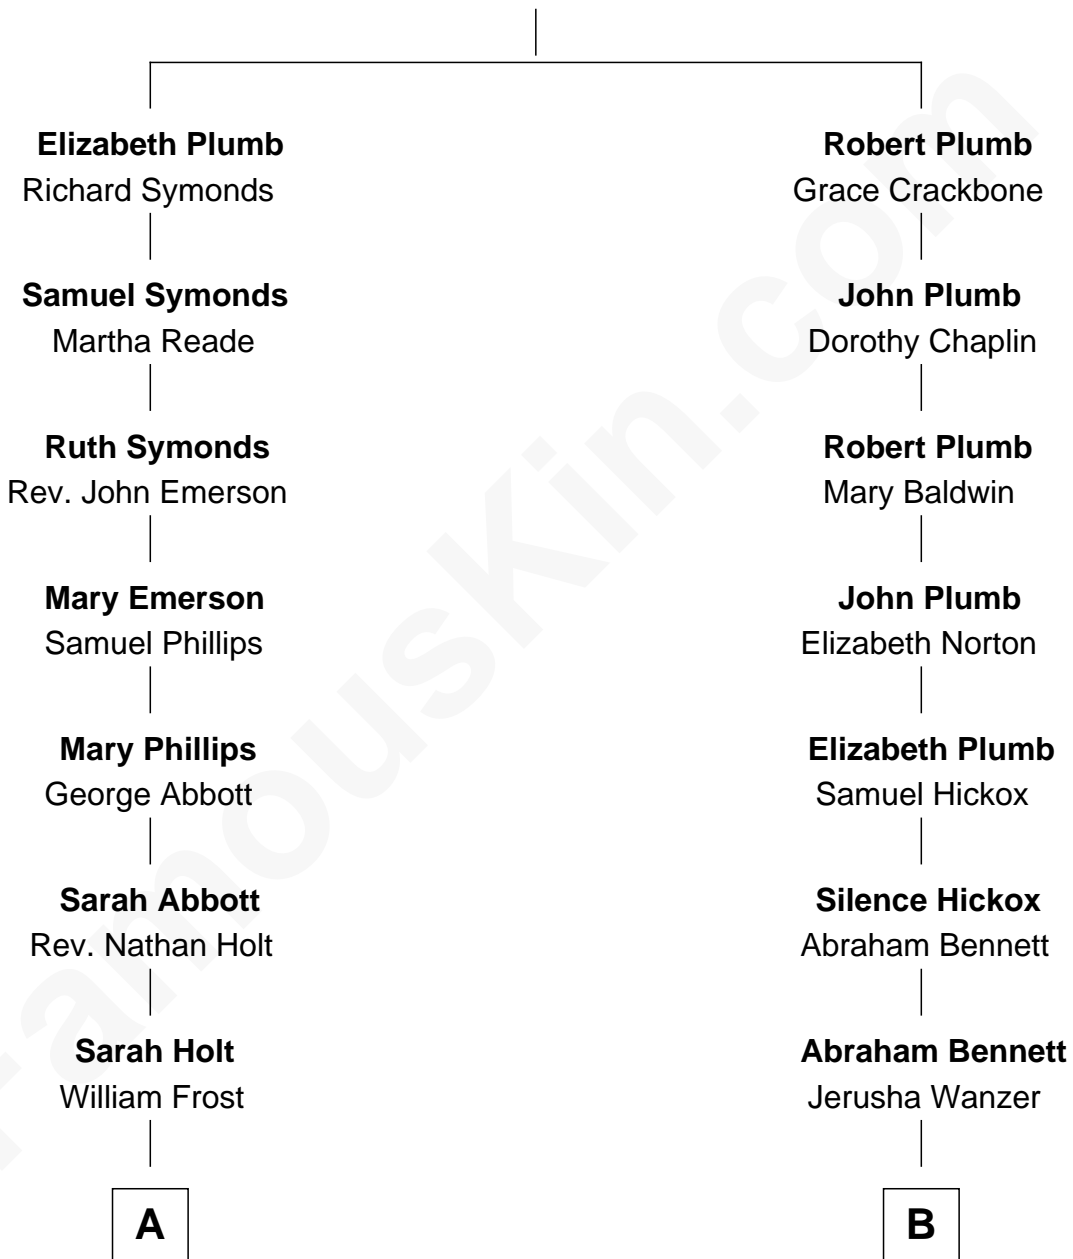 Elizabeth Plumb
Richard Symonds
Robert Plumb
Grace Crackbone
Samuel Symonds
Martha Reade
John Plumb
Dorothy Chaplin
Ruth Symonds
Rev. John Emerson
Robert Plumb
Mary Baldwin
Mary Emerson
Samuel Phillips
John Plumb
Elizabeth Norton
Mary Phillips
George Abbott
Elizabeth Plumb
Samuel Hickox
Sarah Abbott
Rev. Nathan Holt
Silence Hickox
Abraham Bennett
Sarah Holt
William Frost
Abraham Bennett
Jerusha Wanzer
A
B
FamousKin.com